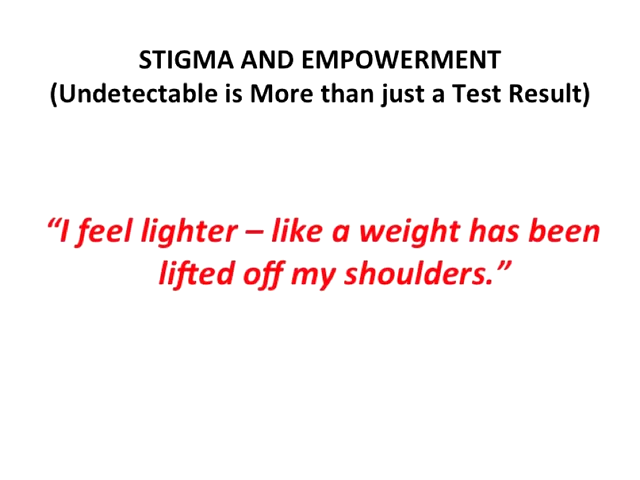 STIGMA AND EMPOWERMENT
(Undetectable is More than just a Test Result)
“I feel lighter – like a weight has been
lifted off my shoulders.”